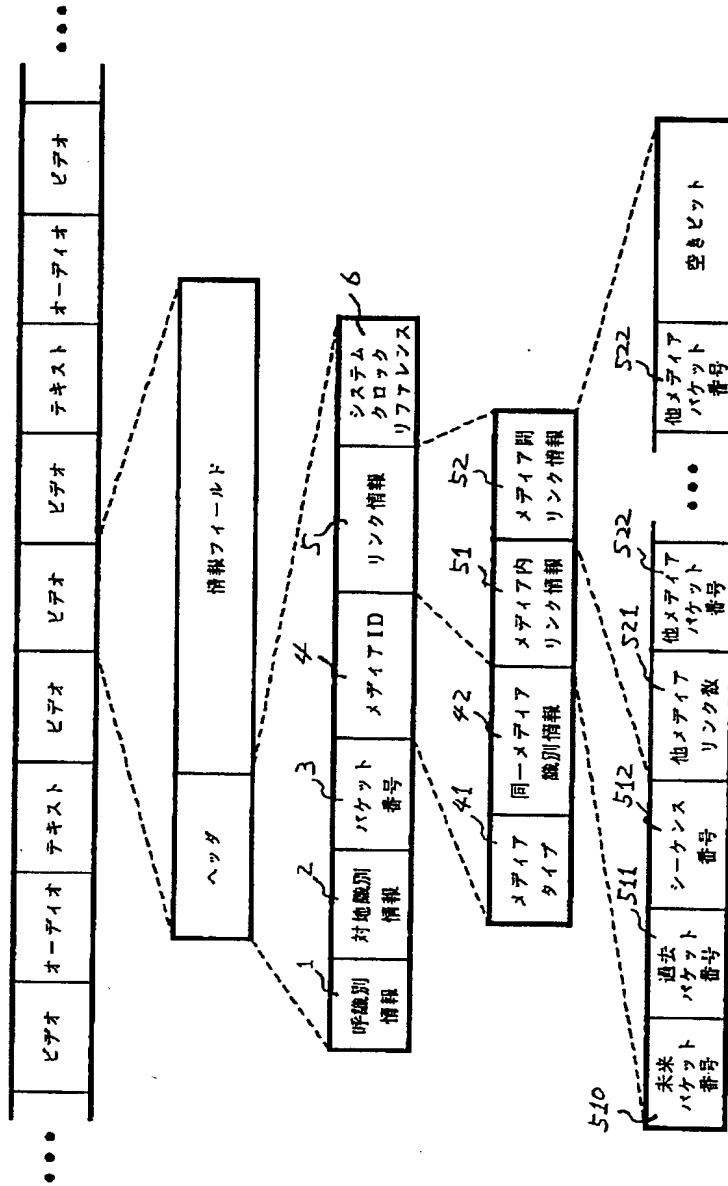 •••
ビデオ
オーディオ
テキスト
ビデオ
ビデオ
ビデオ
テキスト
オーディオ
ビデオ
•••
ヘッダ
情報フィールド
1
2
3
4
5
6
呼識別
情報
対地識別
情報
パケット
番号
メディアID
リンク情報
システム
クロック
リファレンス
41
42
51
52
メディア
タイプ
同一メディア
識別情報
メディア内
リンク情報
メディア間
リンク情報
510
511
512
521
522
522
未来
パケット
番号
過去
パケット
番号
シーケンス
番号
他メディア
リンク数
他メディア
パケット
番号
•••
他メディア
パケット
番号
空きビット